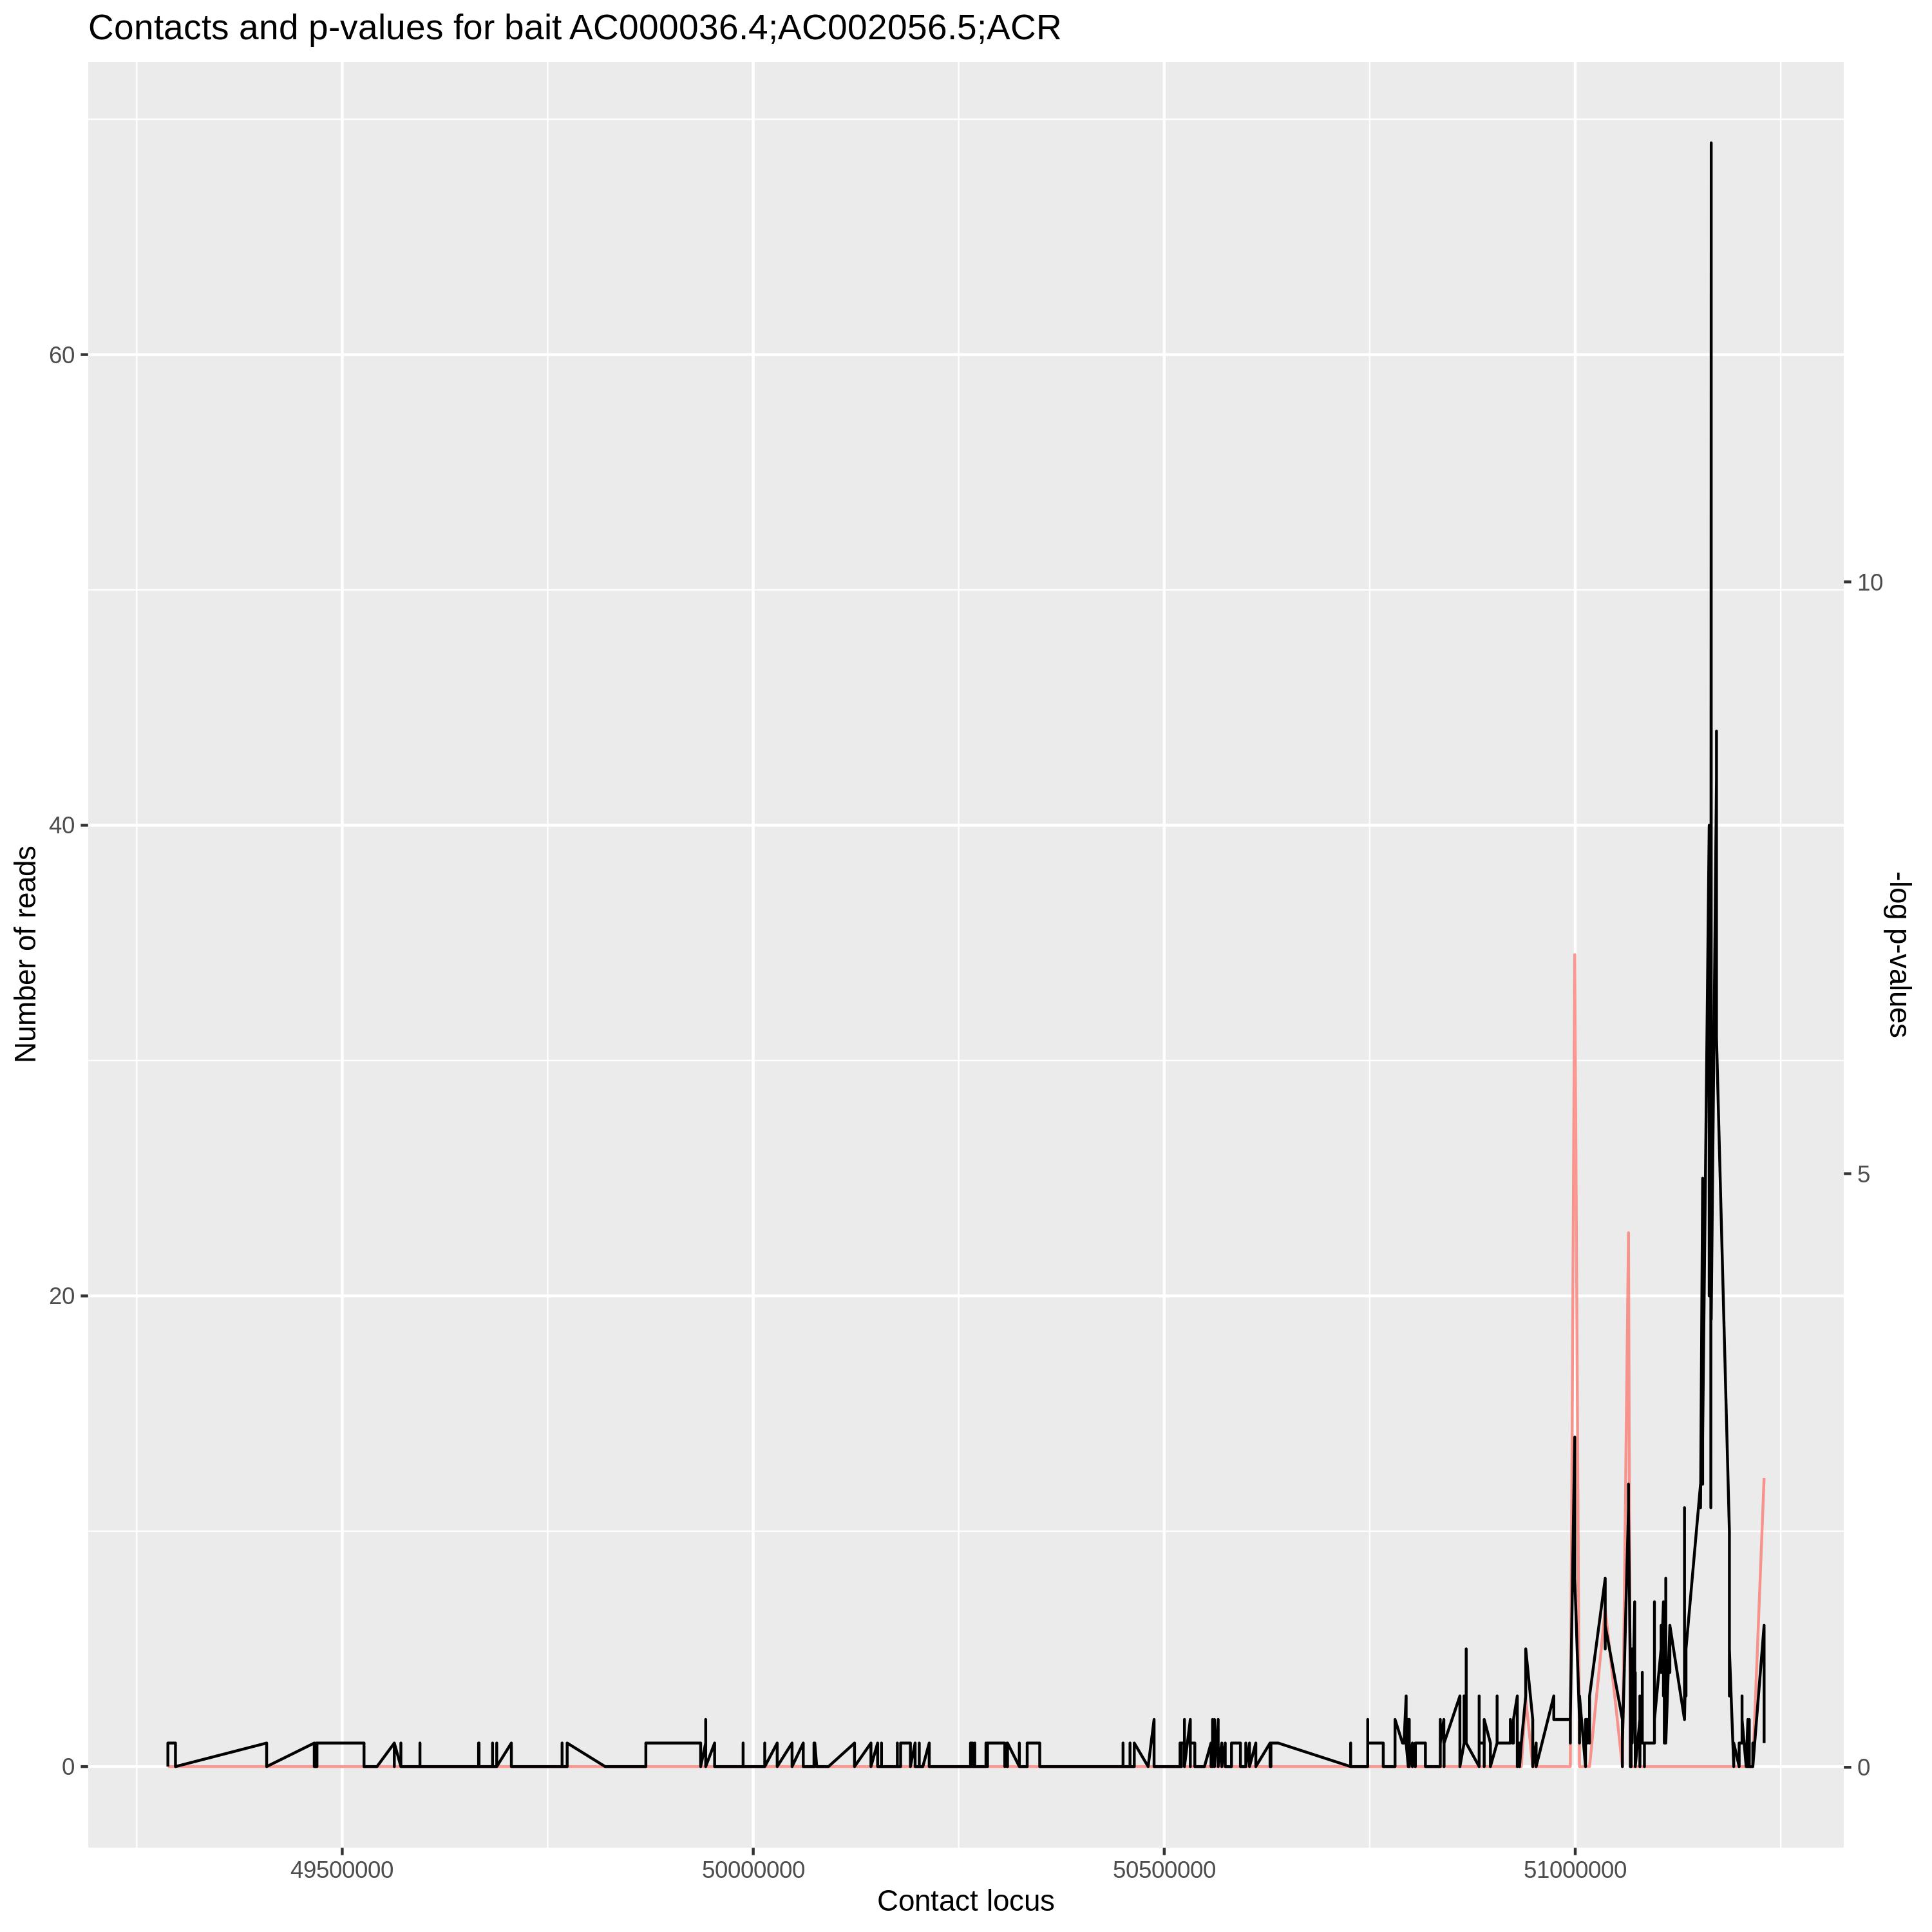 Contacts and p-values for bait AC000036.4;AC002056.5;ACR
60
40
20
0
Number of reads
10
5
0
-log p-values
49500000
50000000
50500000
51000000
Contact locus